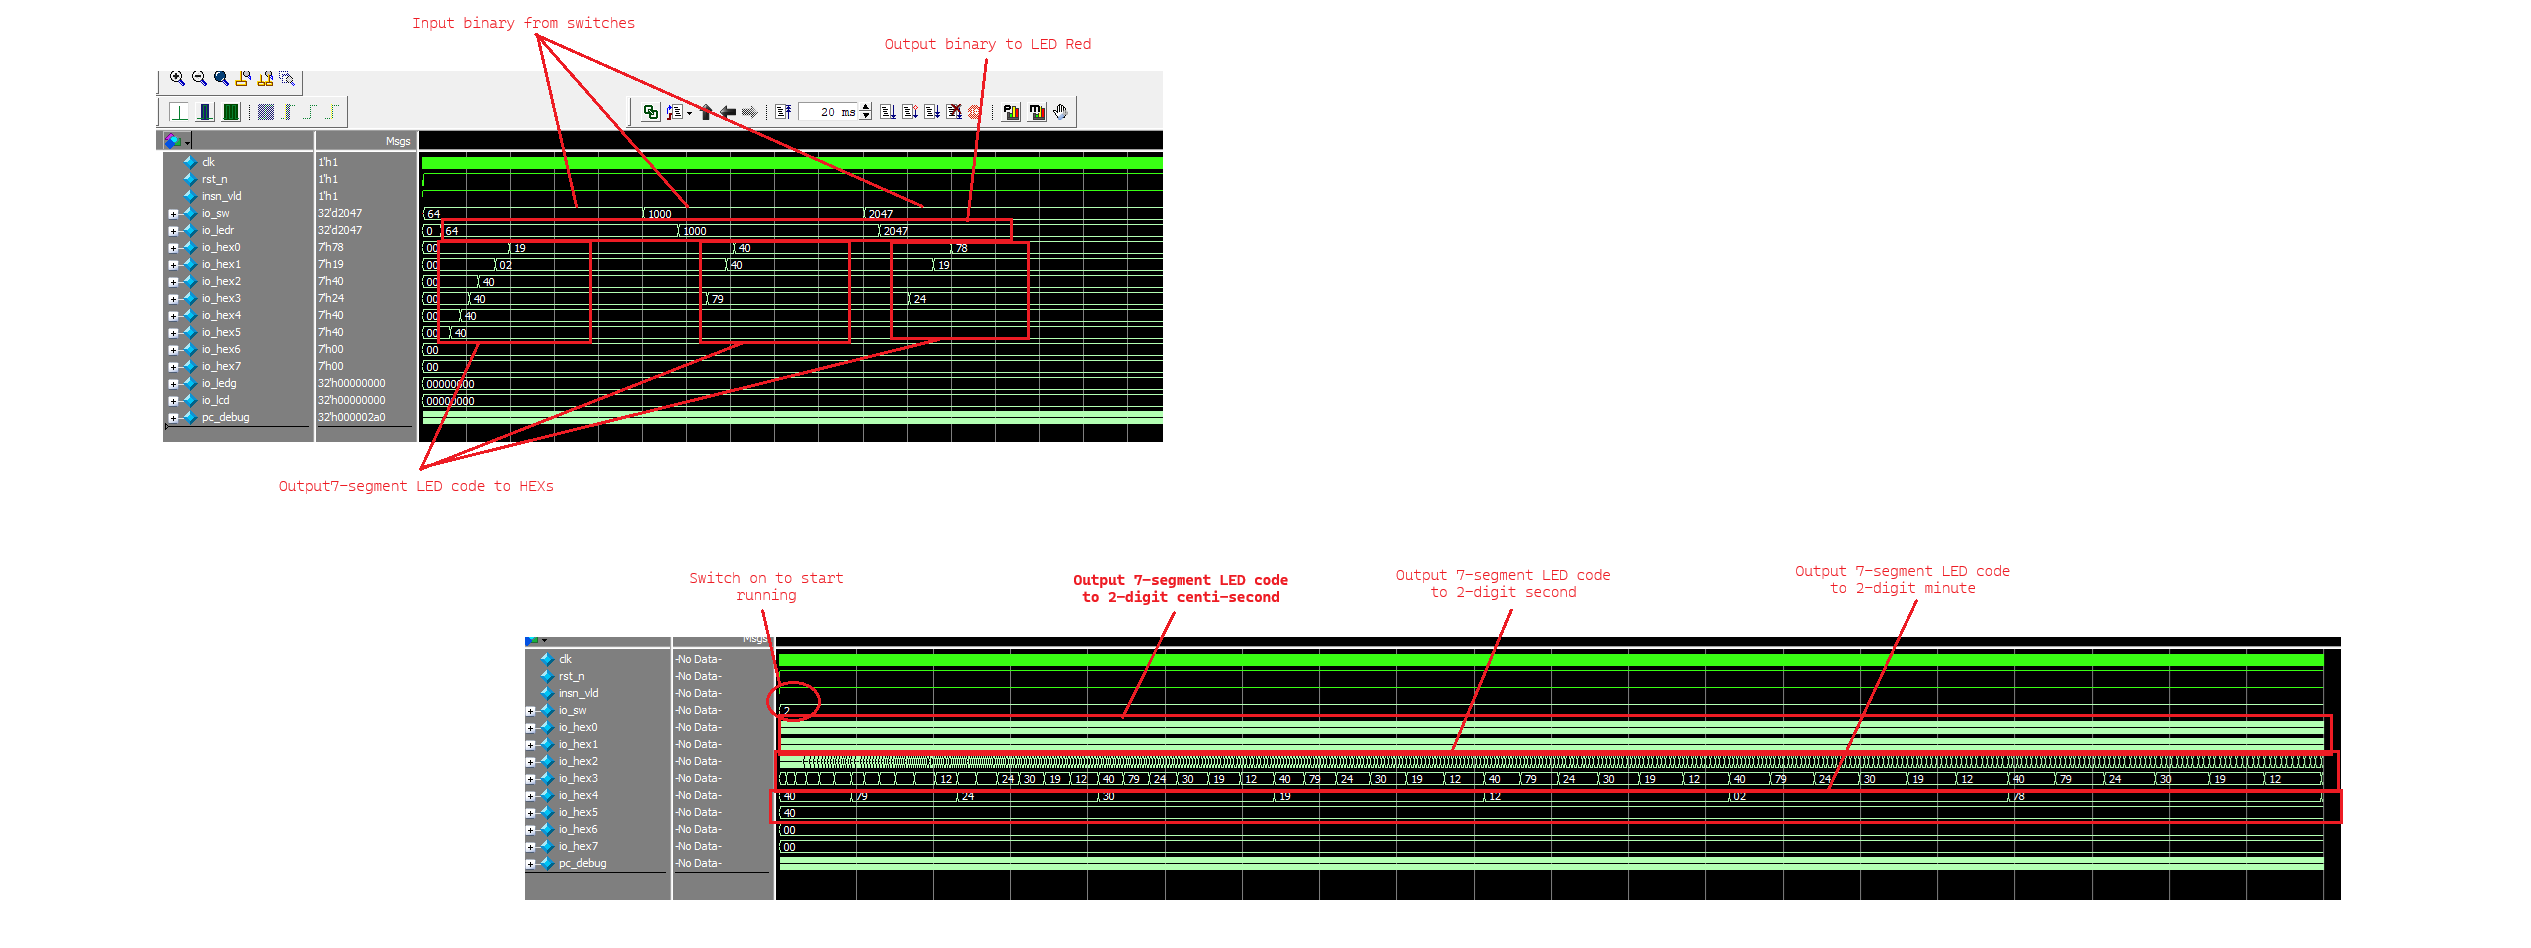 Input binary from switches
Output binary to LED Red
20 ms
Msgs
clk 1'h1
rst_n 1'h1
insn_vld 1'h1
io_sw 32'd2047 64 1000 2047
io_ledr 32'd2047 0 64 1000 2047
io_hex0 7'h78 00 19 40 78
io_hex1 7'h19 00 02 40 19
io_hex2 7'h40 00 40
io_hex3 7'h24 00 40 79 24
io_hex4 7'h40 00 40
io_hex5 7'h40 00 40
io_hex6 7'h00 00
io_hex7 7'h00 00
io_ledg 32'h00000000 00000000
io_lcd 32'h00000000 00000000
pc_debug 32'h000002a0
Output7-segment LED code to HEXs
Switch on to start
running
Output 7-segment LED code
to 2-digit centi-second
Output 7-segment LED code
to 2-digit second
Output 7-segment LED code
to 2-digit minute
Msgs
clk -No Data-
rst_n -No Data-
insn_vld -No Data-
io_sw -No Data- 2
io_hex0 -No Data-
io_hex1 -No Data-
io_hex2 -No Data-
io_hex3 -No Data- 12 24 30 19 12 40 79 24 30 19 12 40 79 24 30 19 12 40 79 24 30 19 12 40 79 24 30 19 12 40 79 24 30 19 12
io_hex4 -No Data- 40 79 24 30 19 12 02 78
io_hex5 -No Data- 40
io_hex6 -No Data- 00
io_hex7 -No Data- 00
pc_debug -No Data-